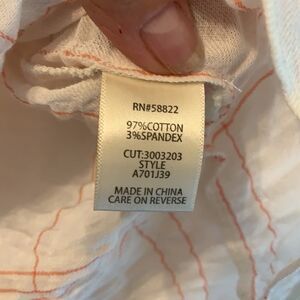 RN#58822
97%COTTON
3%SPANDEX
CUT:3003203
STYLE
A701J39
MADE IN CHINA
CARE ON REVERSE